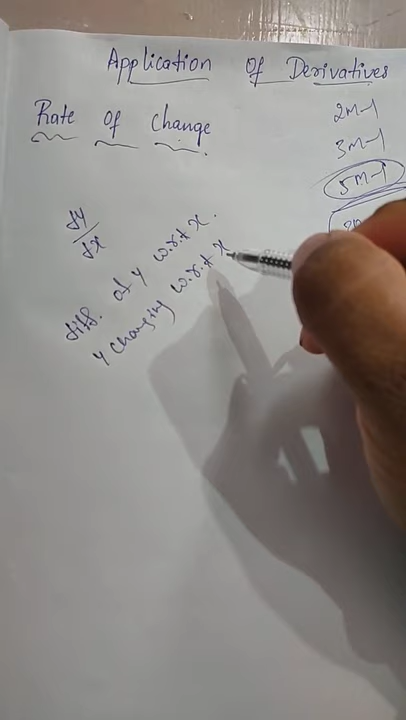 Application Of Derivatives
Rate Of Change
2M-1
3M-1
5M-1
dy
dx
diff. of y w.r.t x.
y changing w.r.t x